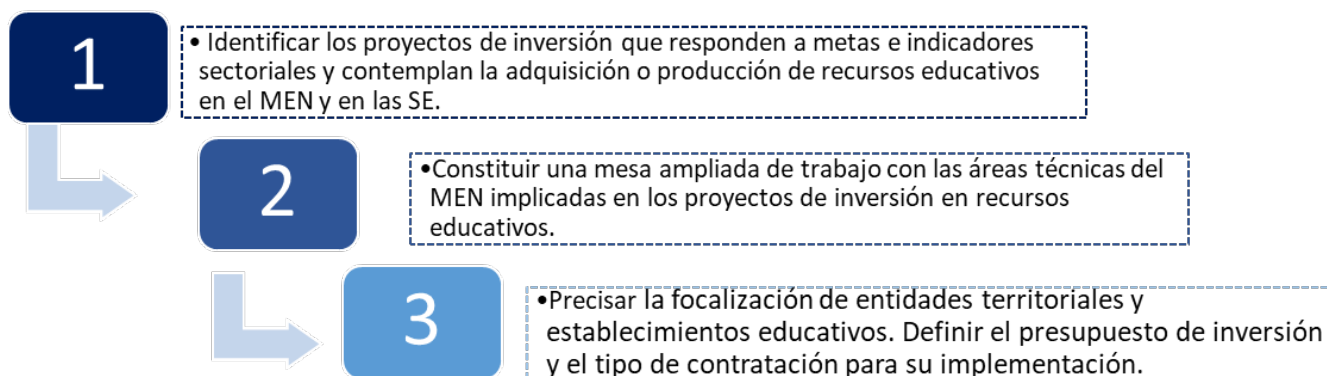 1
• Identificar los proyectos de inversión que responden a metas e indicadores
sectoriales y contemplan la adquisición o producción de recursos educativos
en el MEN y en las SE.
2
•Constituir una mesa ampliada de trabajo con las áreas técnicas del
MEN implicadas en los proyectos de inversión en recursos
educativos.
3
•Precisar la focalización de entidades territoriales y
establecimientos educativos. Definir el presupuesto de inversión
y el tipo de contratación para su implementación.